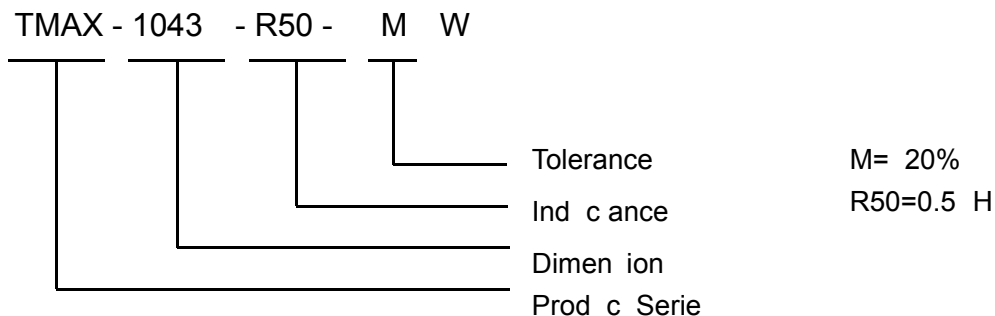 TMAX - 1043 - R50 - M W
Tolerance M= 20%
Ind c ance R50=0.5 H
Dimen ion
Prod c Serie